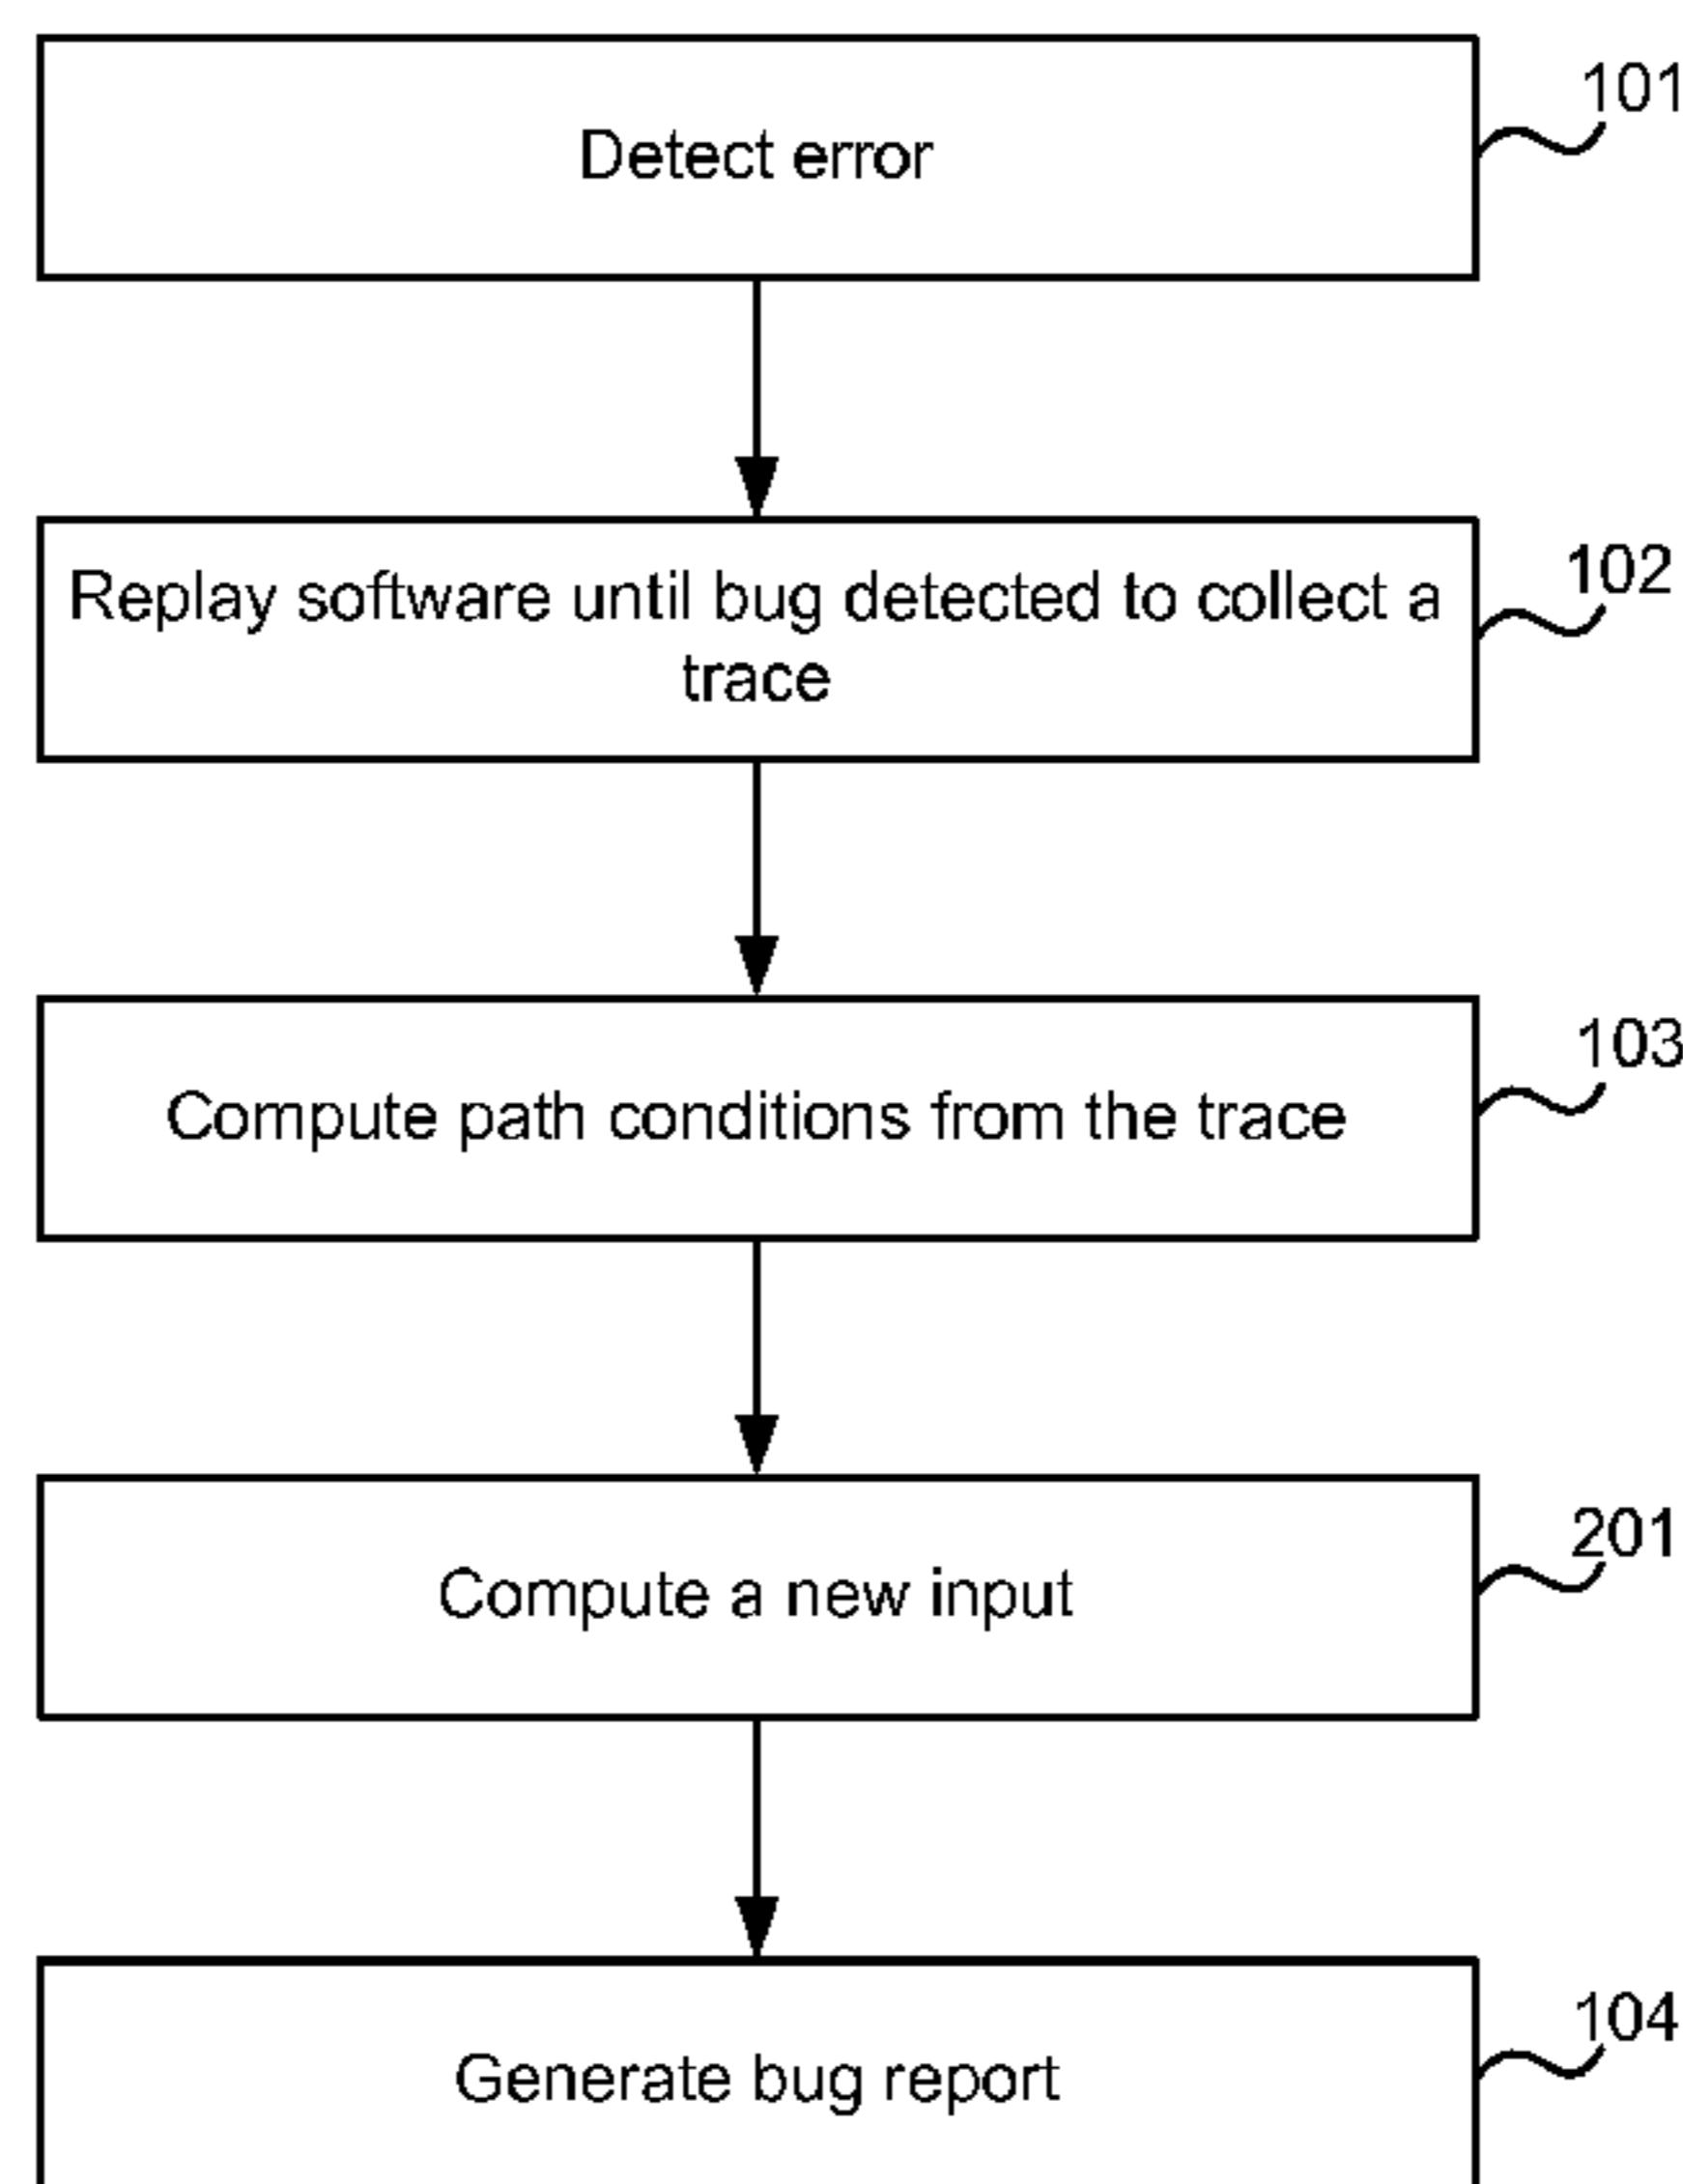 101
Detect error
102
Replay software until bug detected to collect a
trace
103
Compute path conditions from the trace
201
Compute a new input
104
Generate bug report